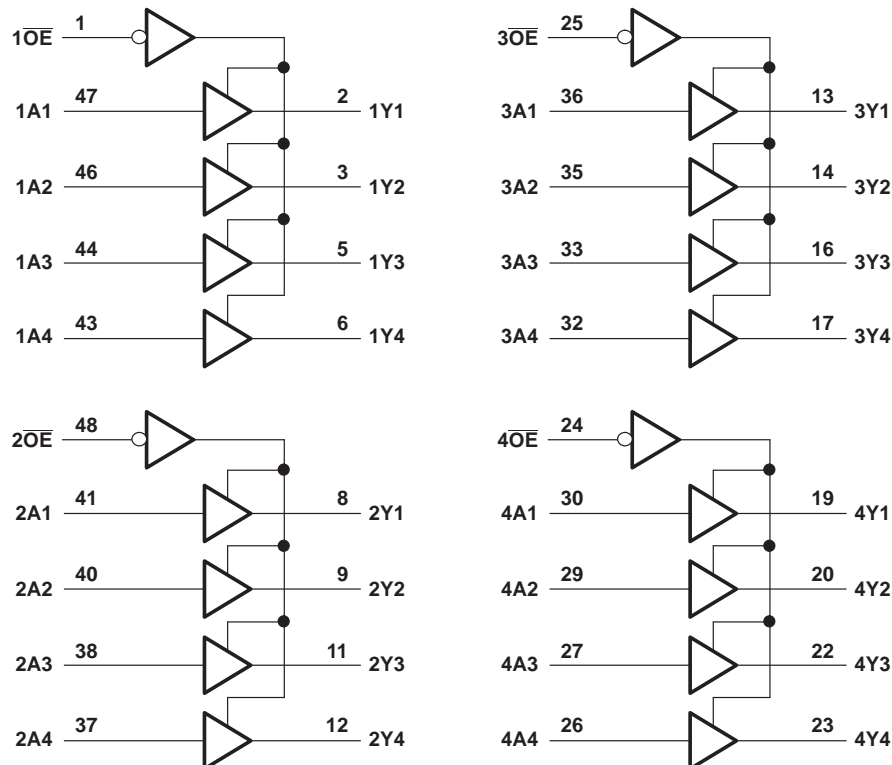 1OE 1
1A1 47 2 1Y1
1A2 46 3 1Y2
1A3 44 5 1Y3
1A4 43 6 1Y4
3OE 25
3A1 36 13 3Y1
3A2 35 14 3Y2
3A3 33 16 3Y3
3A4 32 17 3Y4
2OE 48
2A1 41 8 2Y1
2A2 40 9 2Y2
2A3 38 11 2Y3
2A4 37 12 2Y4
4OE 24
4A1 30 19 4Y1
4A2 29 20 4Y2
4A3 27 22 4Y3
4A4 26 23 4Y4